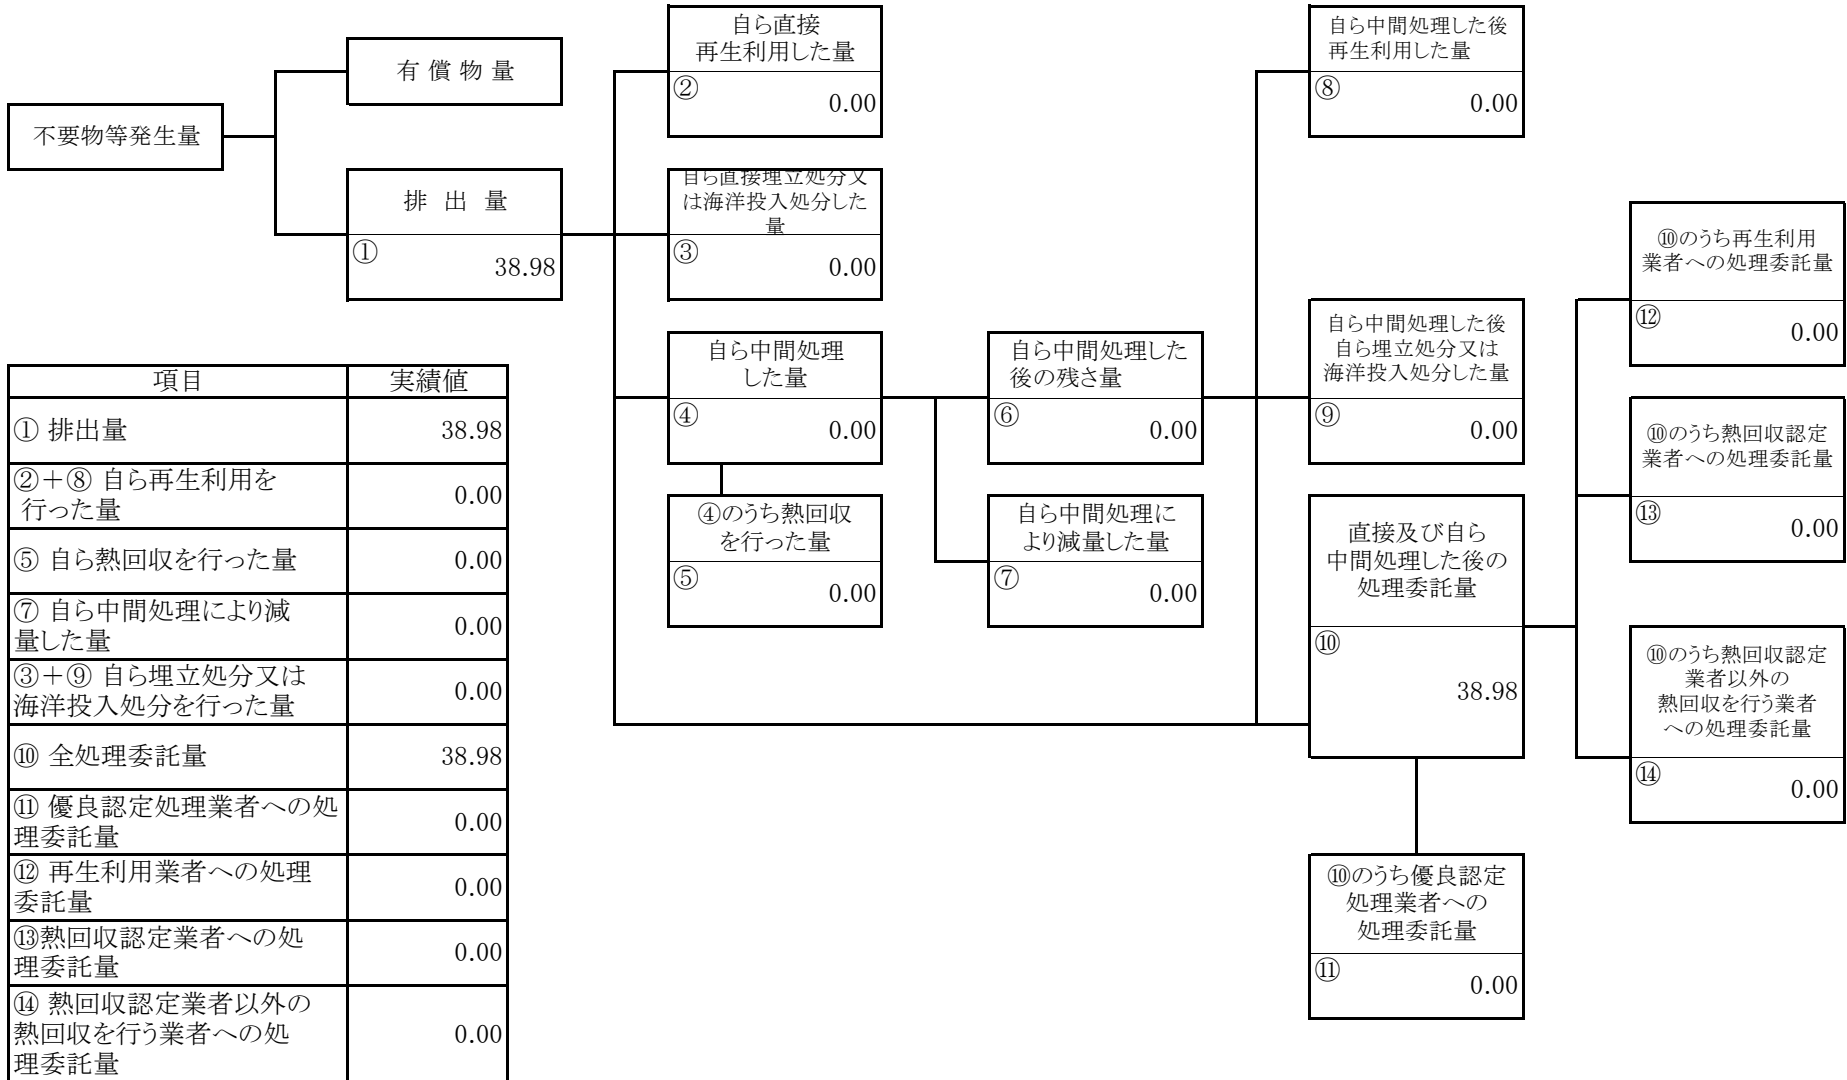 不要物等発生量
有 償 物 量
排 出 量
①
38.98
自ら直接
再生利用した量
②
0.00
自ら直接埋立処分又
は海洋投入処分した
量
③
0.00
自ら中間処理
した量
④
0.00
④のうち熱回収
を行った量
⑤
0.00
自ら中間処理した
後の残さ量
⑥
0.00
自ら中間処理に
より減量した量
⑦
0.00
自ら中間処理した後
再生利用した量
⑧
0.00
自ら中間処理した後
自ら埋立処分又は
海洋投入処分した量
⑨
0.00
直接及び自ら
中間処理した後の
処理委託量
⑩
38.98
⑩のうち優良認定
処理業者への
処理委託量
⑪
0.00
⑩のうち再生利用
業者への処理委託量
⑫
0.00
⑩のうち熱回収認定
業者への処理委託量
⑬
0.00
⑩のうち熱回収認定
業者以外の
熱回収を行う業者
への処理委託量
⑭
0.00
項目 実績値
① 排出量 38.98
②＋⑧ 自ら再生利用を
行った量
0.00
⑤ 自ら熱回収を行った量 0.00
⑦ 自ら中間処理により減
量した量
0.00
③＋⑨ 自ら埋立処分又は
海洋投入処分を行った量
0.00
⑩ 全処理委託量 38.98
⑪ 優良認定処理業者への処
理委託量
0.00
⑫ 再生利用業者への処理
委託量
0.00
⑬熱回収認定業者への処
理委託量
0.00
⑭ 熱回収認定業者以外の
熱回収を行う業者への処
理委託量
0.00